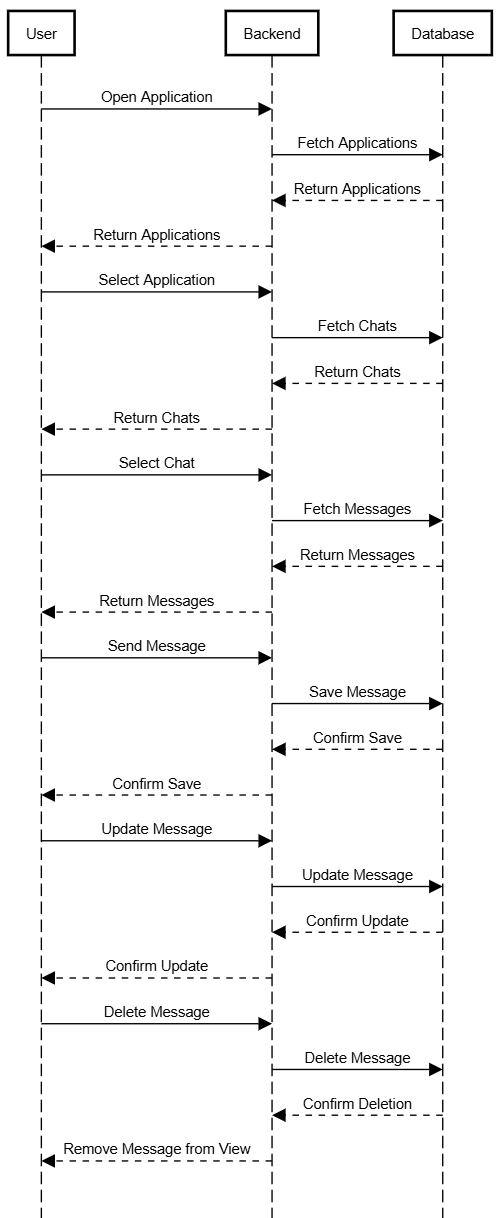 User
Backend
Database
Open Application
Fetch Applications
Return Applications
Return Applications
Select Application
Fetch Chats
Return Chats
Return Chats
Select Chat
Fetch Messages
Return Messages
Return Messages
Send Message
Save Message
Confirm Save
Confirm Save
Update Message
Update Message
Confirm Update
Confirm Update
Delete Message
Delete Message
Confirm Deletion
Remove Message from View